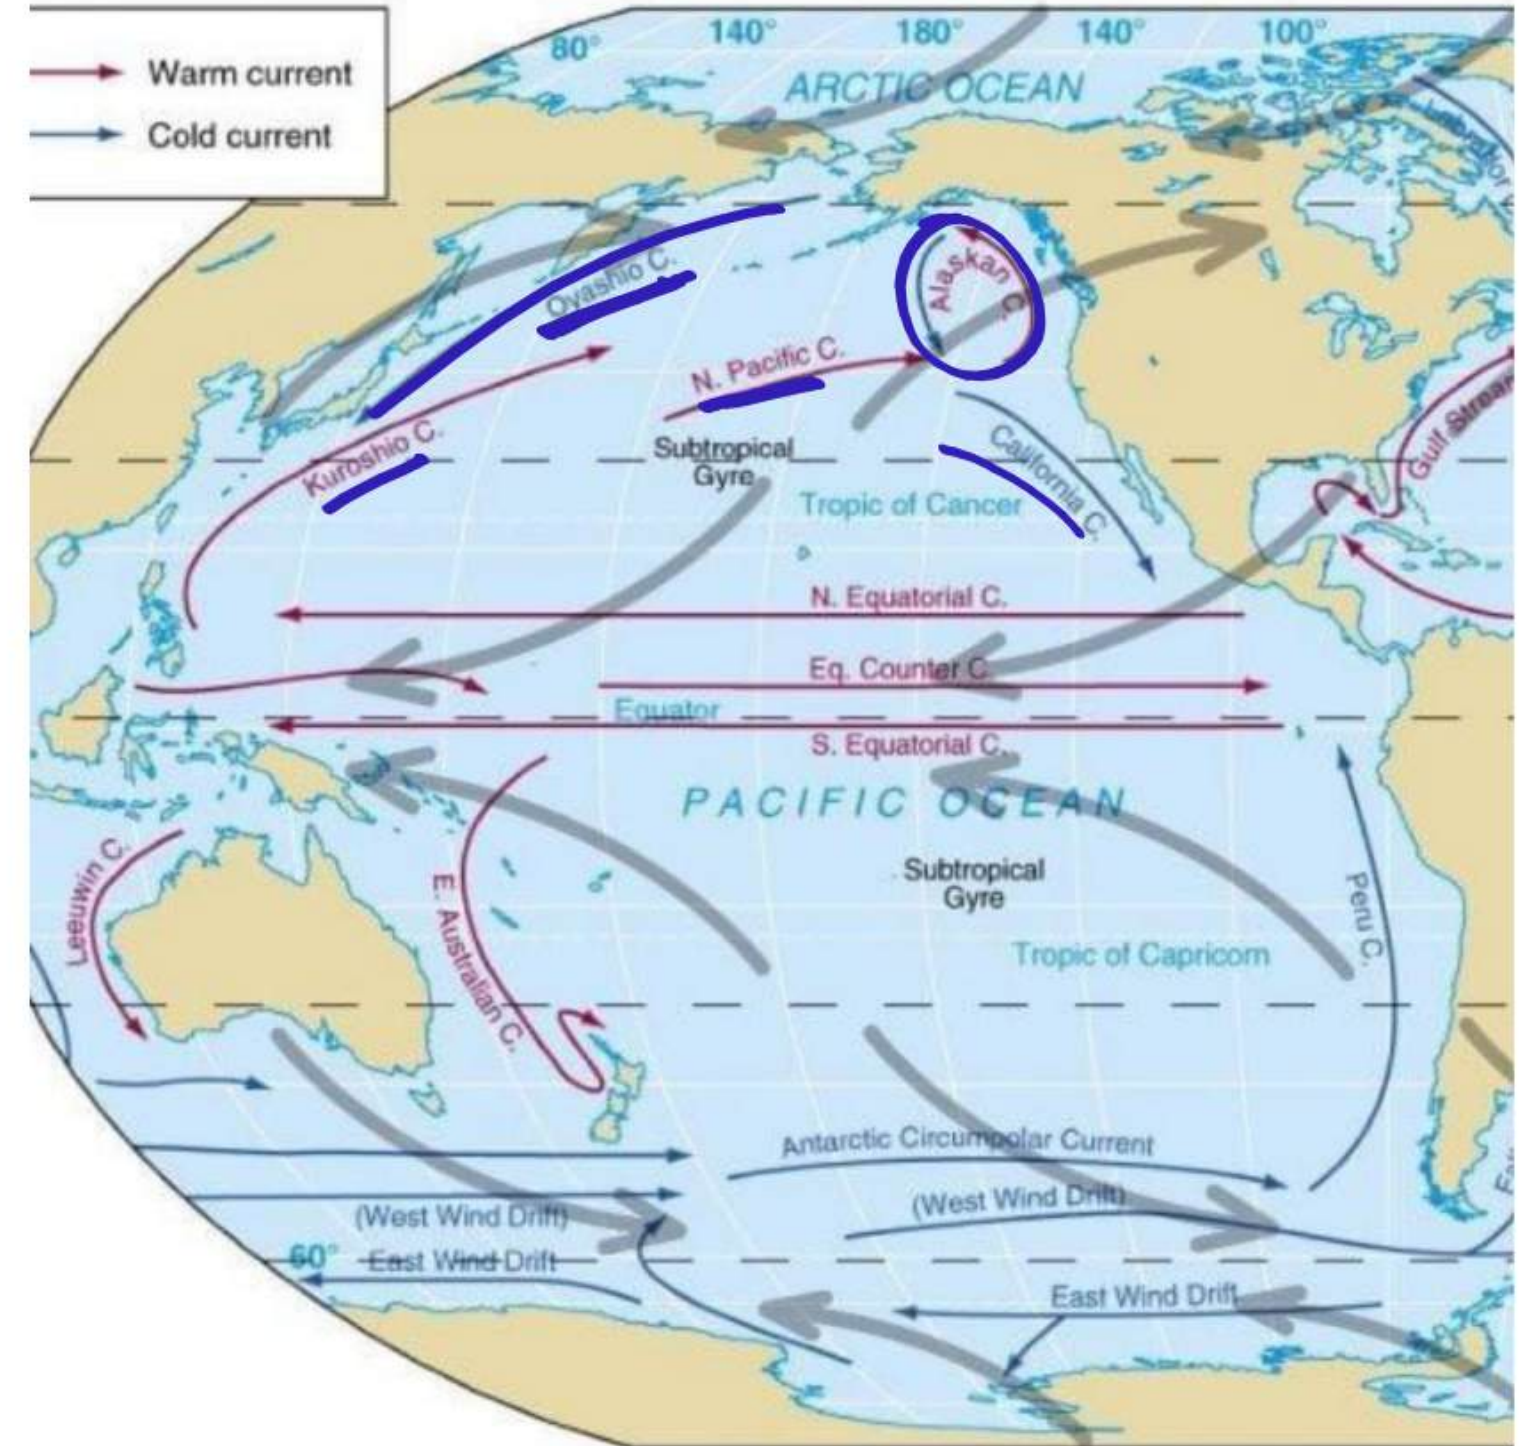 Warm current
Cold current
80°
140°
180°
140°
100°
ARCTIC OCEAN
Labrador
Oyashio C.
Alaskan C.
N. Pacific C.
Kuroshio C.
Subtropical
Gyre
California C.
Gulf Stream
Tropic of Cancer
N. Equatorial C.
Eq. Counter C.
Equator
S. Equatorial C.
PACIFIC OCEAN
Leeuwin C.
E. Australian C.
Subtropical
Gyre
Peru C.
Tropic of Capricorn
Antarctic Circumpolar Current
(West Wind Drift)
(West Wind Drift)
60°
East Wind Drift
East Wind Drift